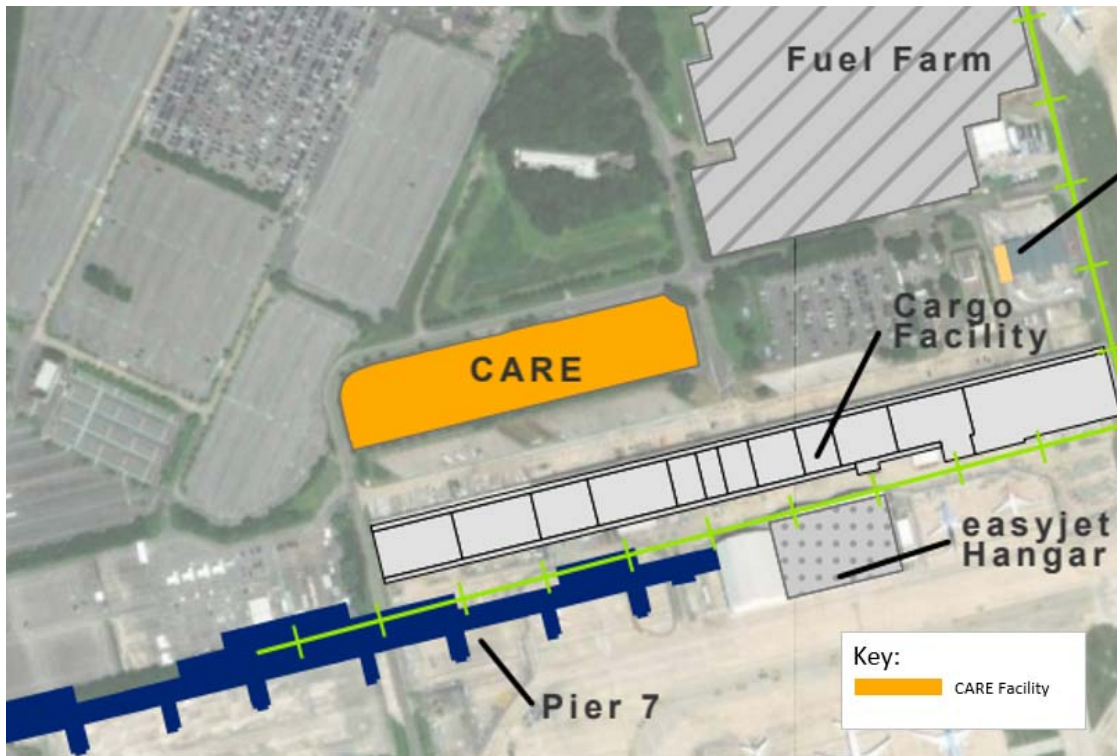 Fuel Farm
Cargo
Facility
CARE
easyjet
Hangar
Pier 7
Key:
CARE Facility